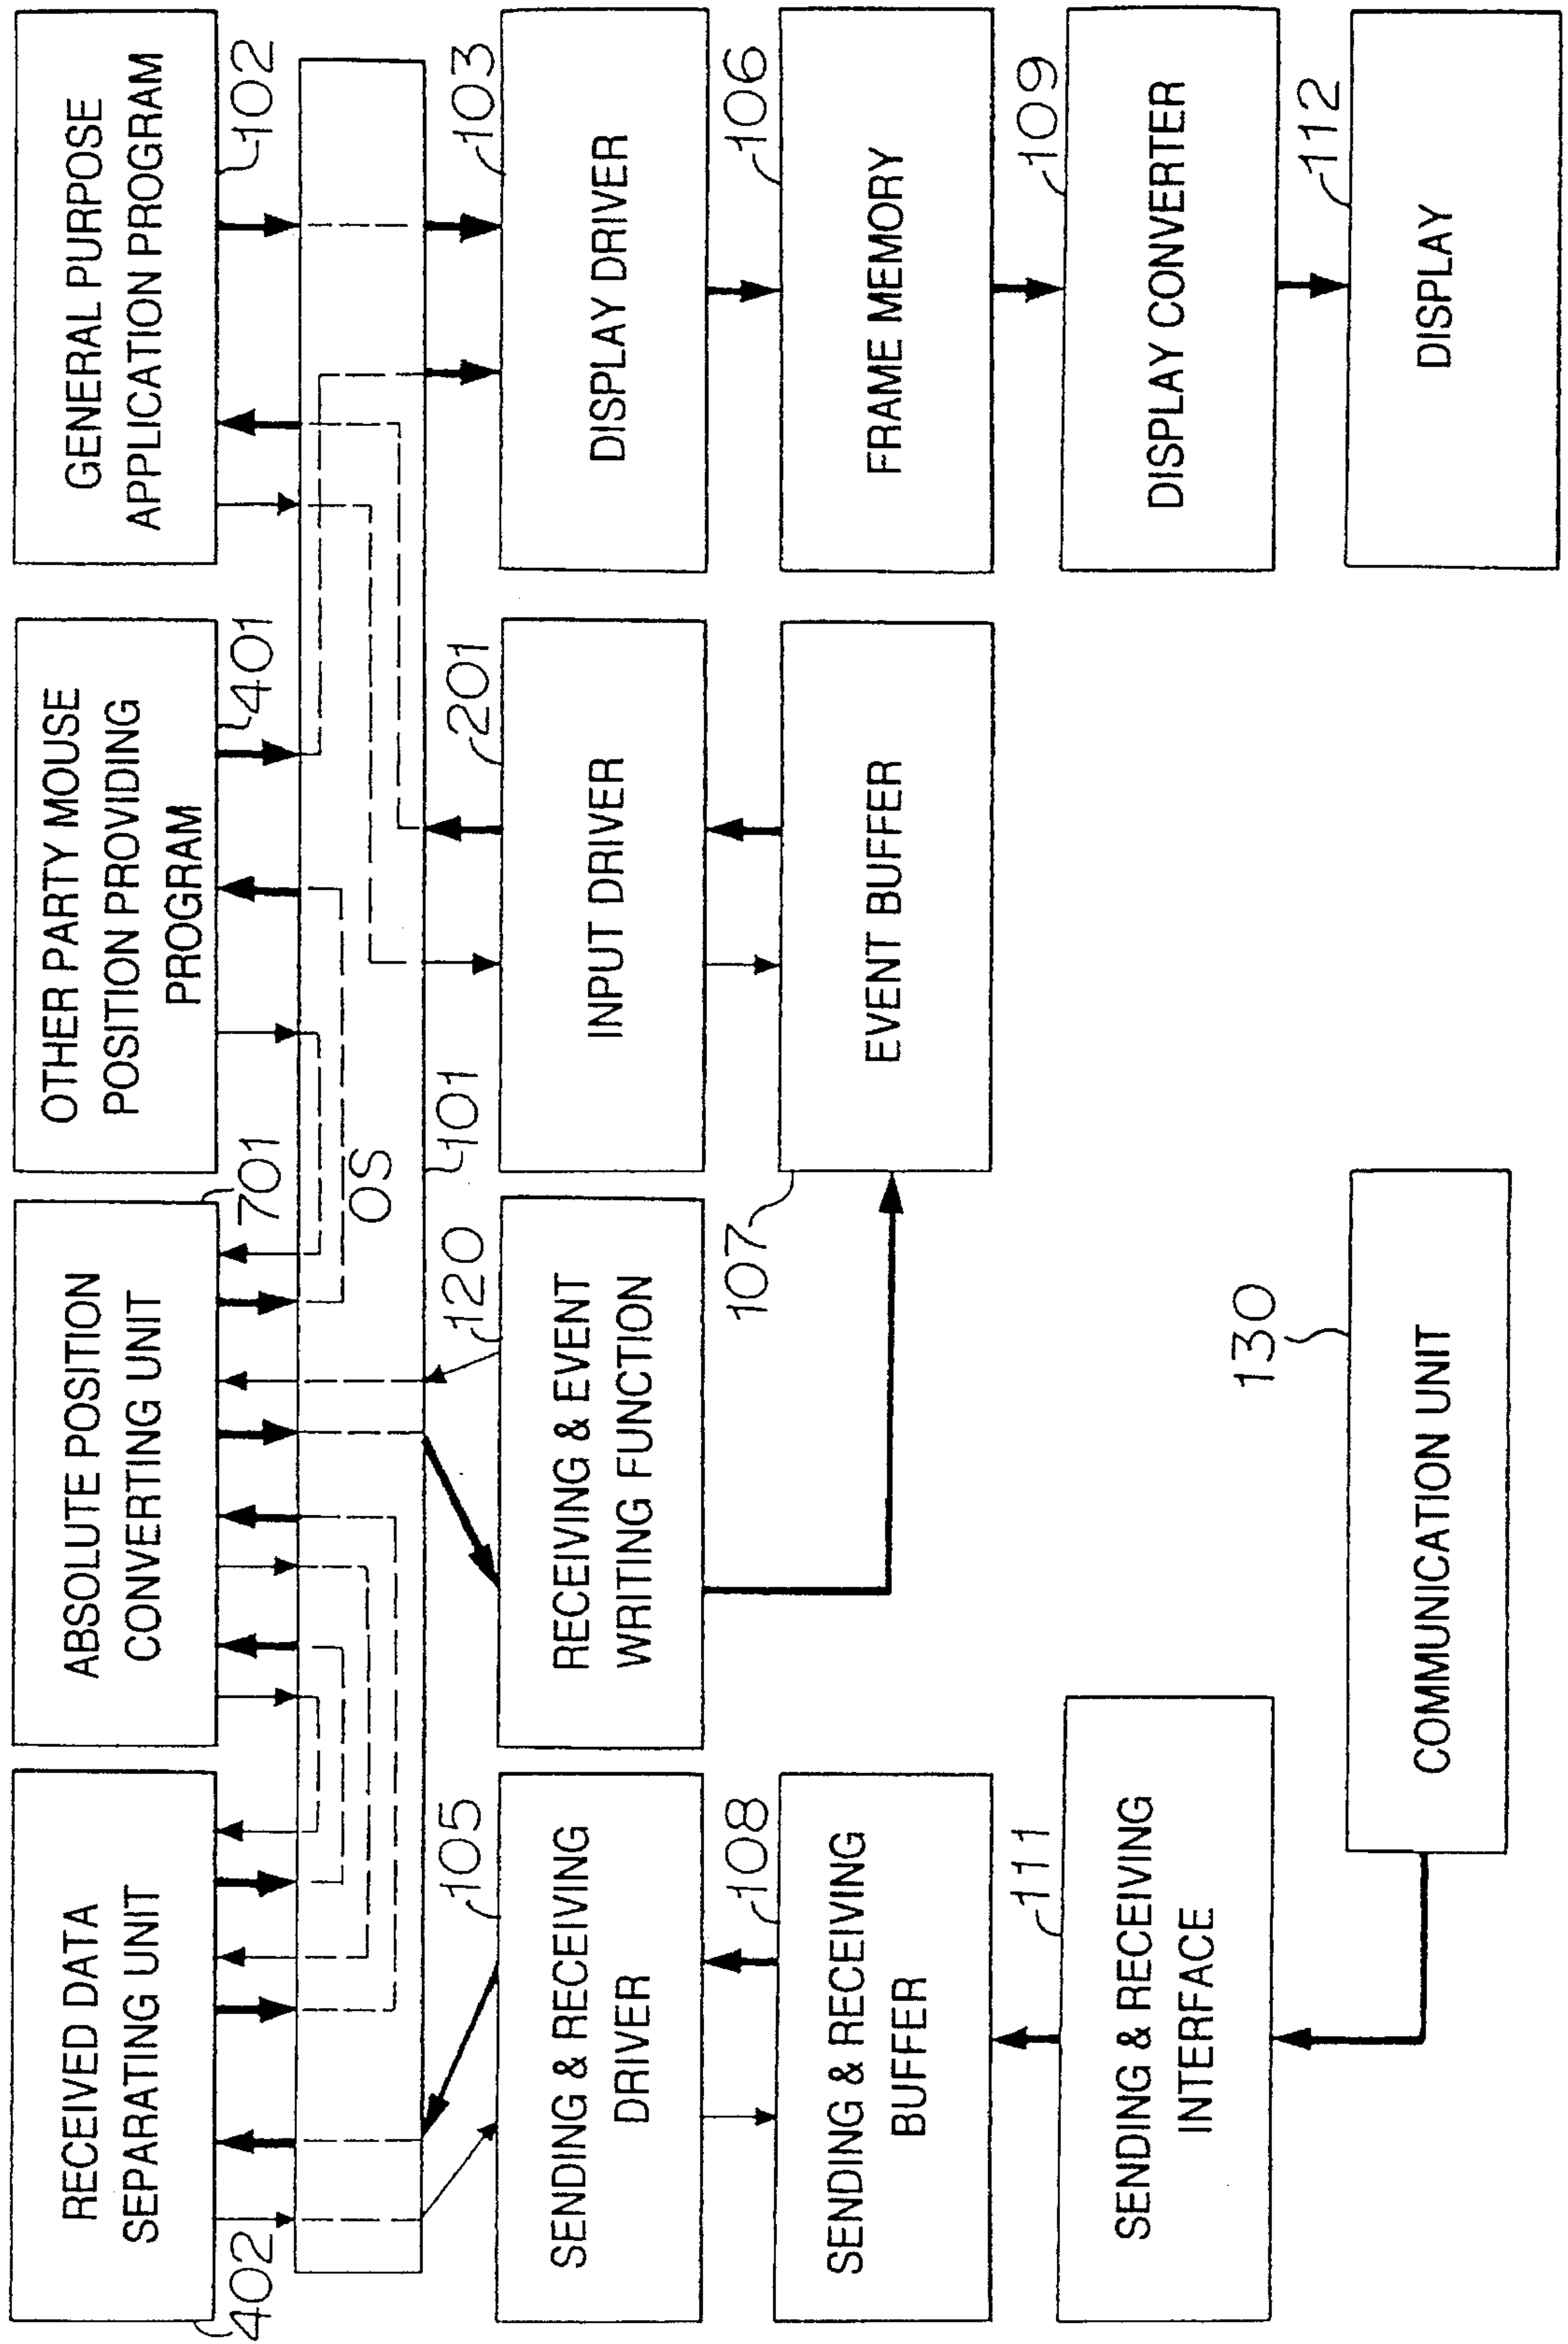 RECEIVED DATA
SEPARATING UNIT
402
ABSOLUTE POSITION
CONVERTING UNIT
701
OTHER PARTY MOUSE
POSITION PROVIDING
PROGRAM
401
GENERAL PURPOSE
APPLICATION PROGRAM
102
OS
101
SENDING & RECEIVING
DRIVER
105
RECEIVING & EVENT
WRITING FUNCTION
120
INPUT DRIVER
201
DISPLAY DRIVER
103
SENDING & RECEIVING
BUFFER
108
EVENT BUFFER
107
FRAME MEMORY
106
SENDING & RECEIVING
INTERFACE
111
DISPLAY CONVERTER
109
COMMUNICATION UNIT
130
DISPLAY
112